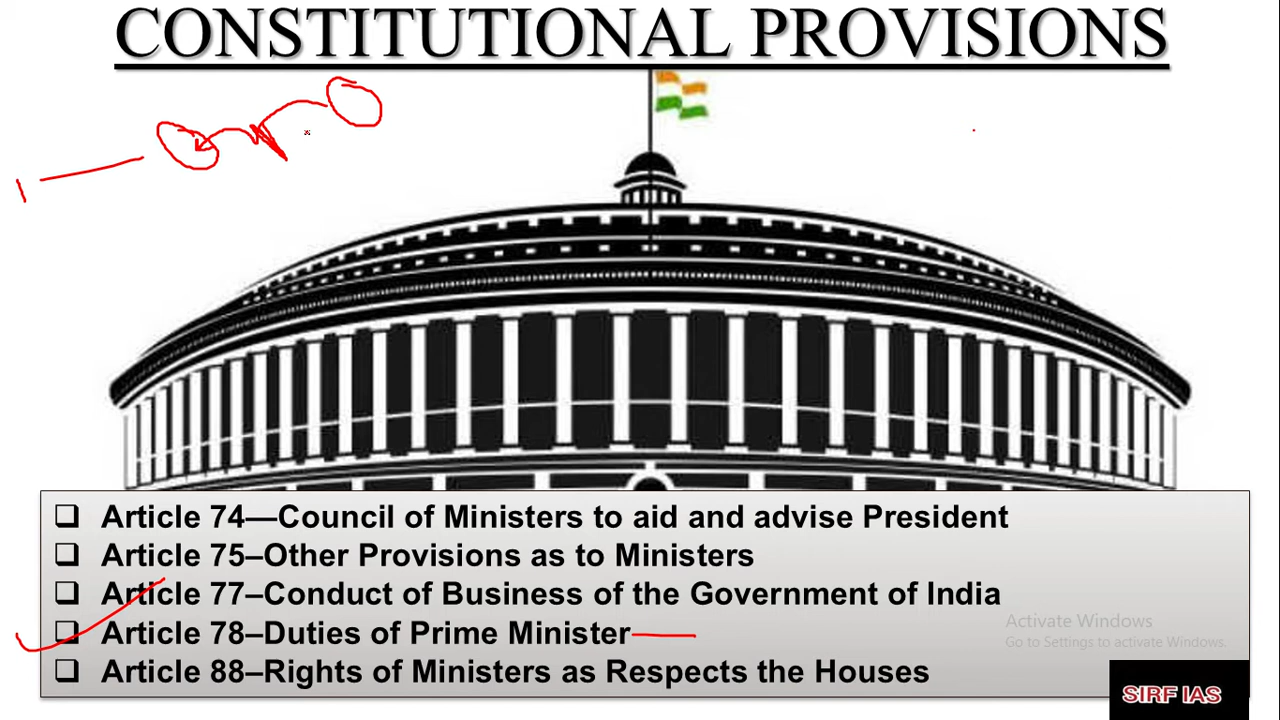 CONSTITUTIONAL PROVISIONS
❑ Article 74—Council of Ministers to aid and advise President
❑ Article 75–Other Provisions as to Ministers
❑ Article 77–Conduct of Business of the Government of India
❑ Article 78–Duties of Prime Minister
❑ Article 88–Rights of Ministers as Respects the Houses
Activate Windows
Go to Settings to activate Windows.
SIRF IAS